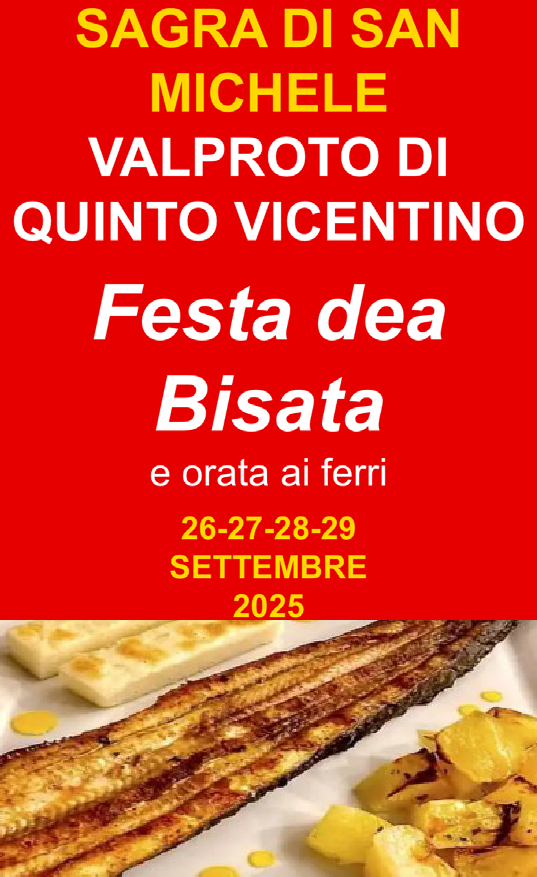 SAGRA DI SAN
MICHELE
VALPROTO DI
QUINTO VICENTINO
Festa dea
Bisata
e orata ai ferri
26-27-28-29
SETTEMBRE
2025